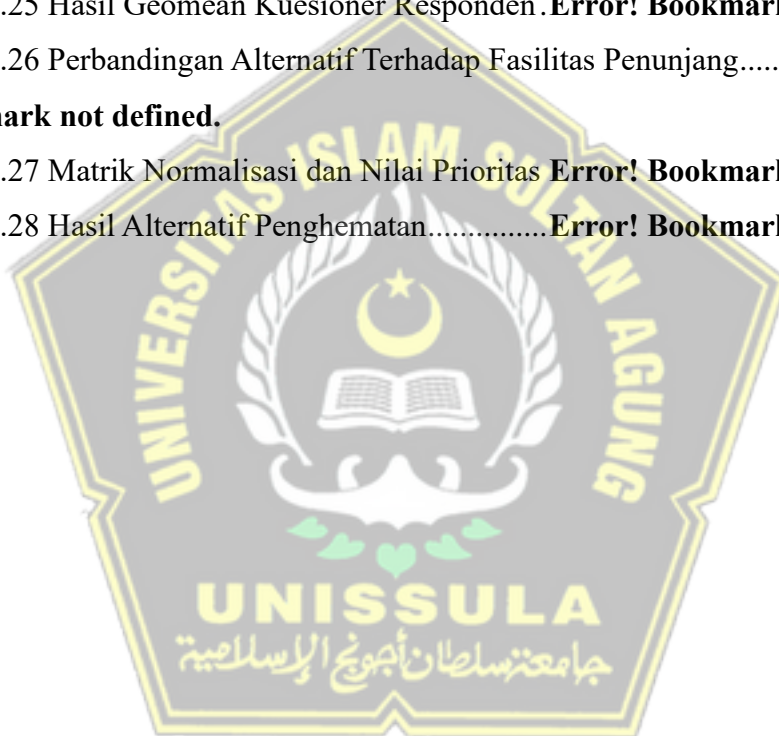 .25 Hasil Geomean Kuesioner Responden.Error! Bookmark
.26 Perbandingan Alternatif Terhadap Fasilitas Penunjang.....
mark not defined.
.27 Matrik Normalisasi dan Nilai Prioritas Error! Bookmark
.28 Hasil Alternatif Penghematan..............Error! Bookmark
UNIVERSITAS ISLAM SULTAN AGUNG
UNISSULA
جامعة سلطان أجونج الإسلامية